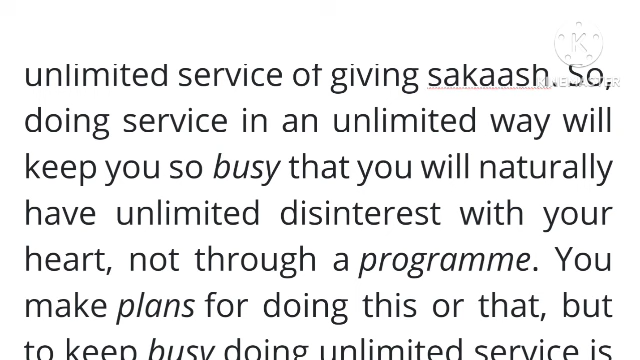 unlimited service of giving sakaash. So,
doing service in an unlimited way will
keep you so busy that you will naturally
have unlimited disinterest with your
heart, not through a programme. You
make plans for doing this or that, but
to keep busy doing unlimited service is
K
KINEMASTER